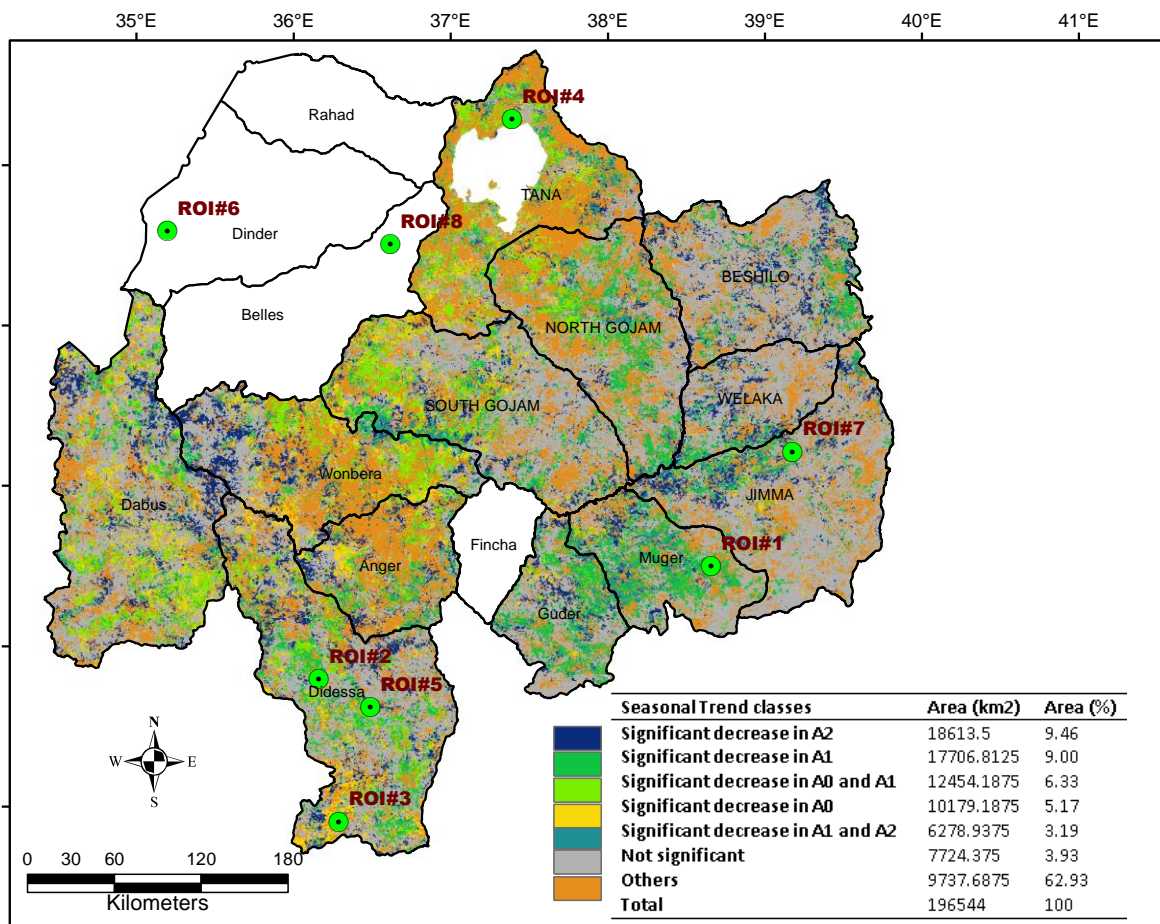 35°E 36°E 37°E 38°E 39°E 40°E 41°E
ROI#4
Rahad
TANA
ROI#6
ROI#8
Dinder
BESHILO
Belles
NORTH GOJAM
WELAKA
SOUTH GOJAM
ROI#7
Wonbera
JIMMA
Dabus
Fincha
ROI#1
Muger
Anger
Guder
ROI#2
ROI#5
Didessa
Seasonal Trend classes Area (km2) Area (%)
Significant decrease in A2 18613.5 9.46
Significant decrease in A1 17706.8125 9.00
Significant decrease in A0 and A1 12454.1875 6.33
Significant decrease in A0 10179.1875 5.17
Significant decrease in A1 and A2 6278.9375 3.19
Not significant 7724.375 3.93
Others 9737.6875 62.93
Total 196544 100
N
W E
S
ROI#3
0 30 60 120 180
Kilometers